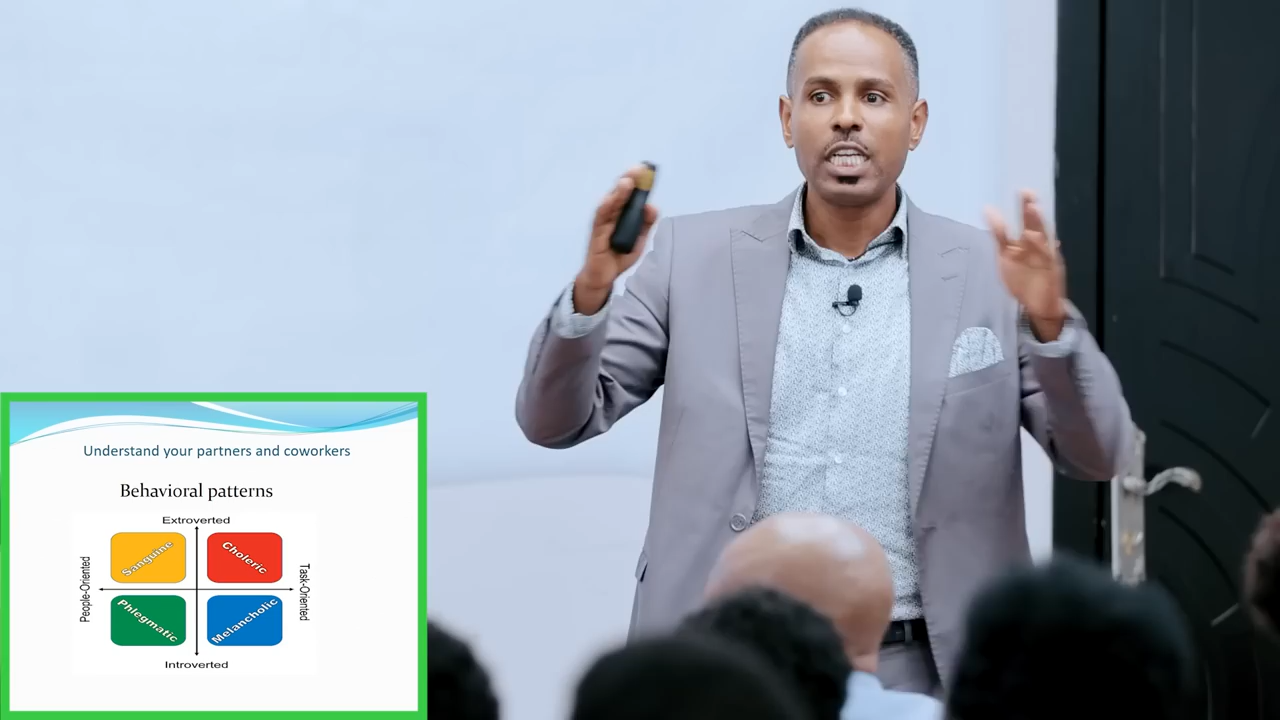 Understand your partners and coworkers
Behavioral patterns
Extroverted
Sanguine
Choleric
People-Oriented
Task-Oriented
Phlegmatic
Melancholic
Introverted